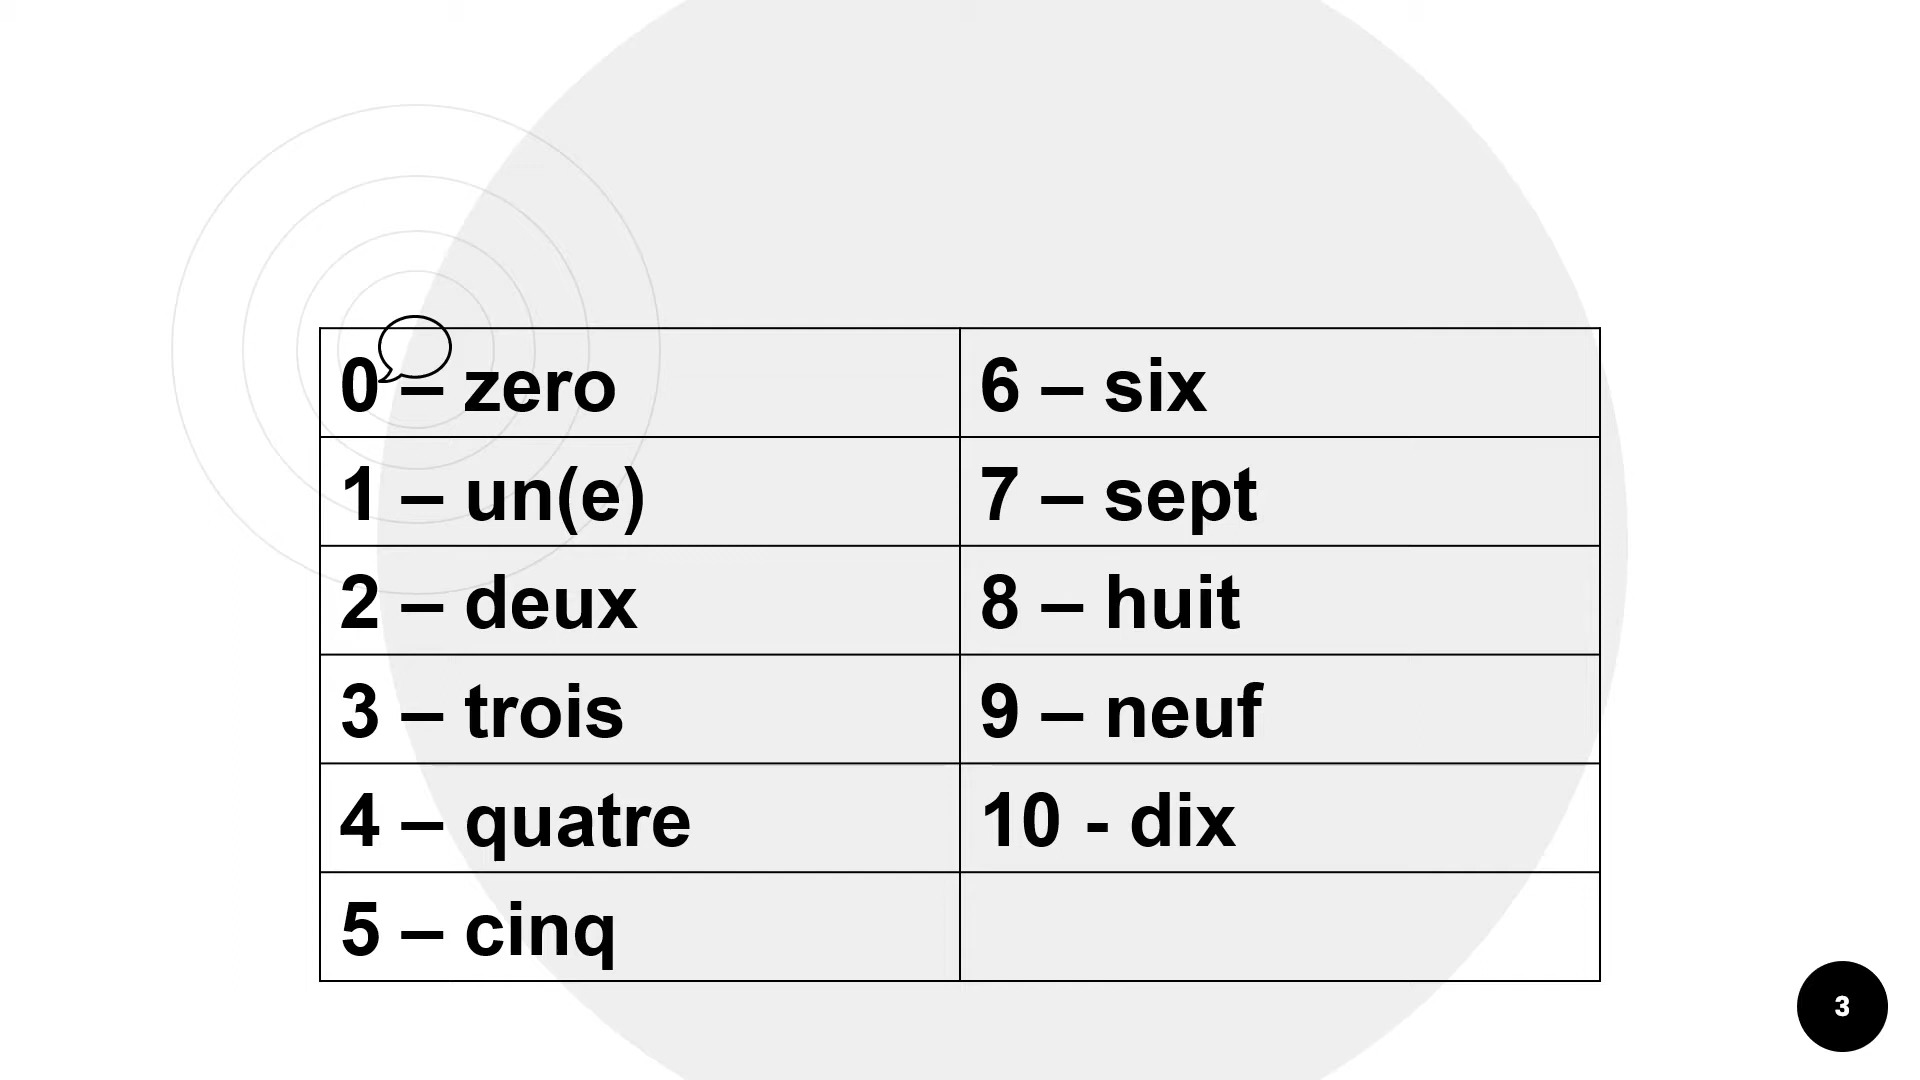 0 – zero
1 – un(e)
2 – deux
3 – trois
4 – quatre
5 – cinq
6 – six
7 – sept
8 – huit
9 – neuf
10 - dix
3